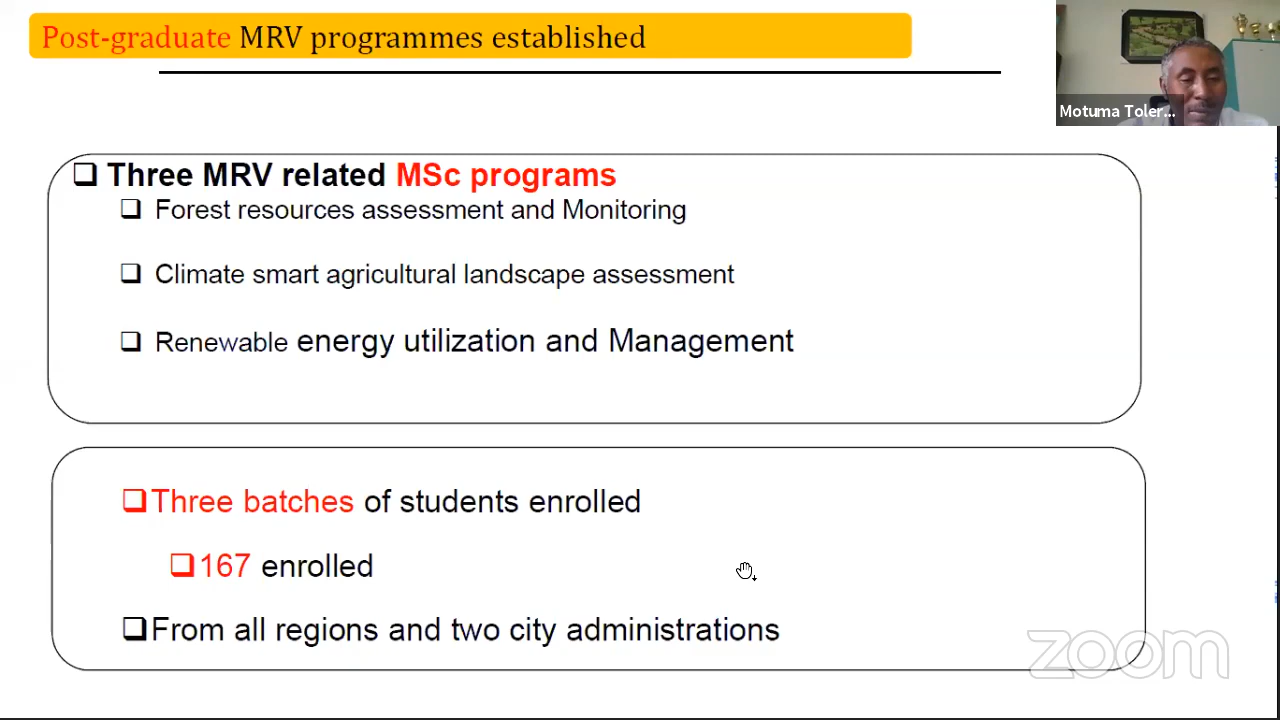 Post-graduate MRV programmes established
Motuma Toler...
❑ Three MRV related MSc programs
❑ Forest resources assessment and Monitoring
❑ Climate smart agricultural landscape assessment
❑ Renewable energy utilization and Management
❑Three batches of students enrolled
❑167 enrolled
❑From all regions and two city administrations
zoom